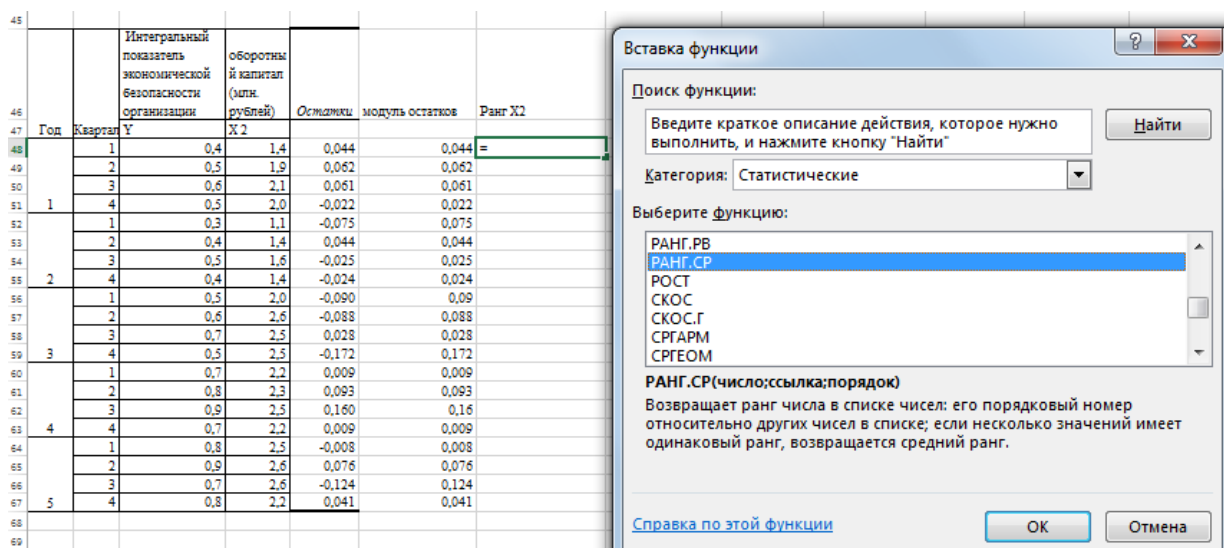 45
Интегральный
показатель
экономической
безопасности
организации
оборотны
й капитал
(млн.
рублей)
46 Остатки модуль остатков Ранг X2
47 Год Квартал Y X 2
48 1 0,4 1,4 0,044 0,044 =
49 2 0,5 1,9 0,062 0,062
50 3 0,6 2,1 0,061 0,061
51 1 4 0,5 2,0 -0,022 0,022
52 1 0,3 1,1 -0,075 0,075
53 2 0,4 1,4 0,044 0,044
54 3 0,5 1,6 -0,025 0,025
55 2 4 0,4 1,4 -0,024 0,024
56 1 0,5 2,0 -0,090 0,09
57 2 0,6 2,6 -0,088 0,088
58 3 0,7 2,5 0,028 0,028
59 3 4 0,5 2,5 -0,172 0,172
60 1 0,7 2,2 0,009 0,009
61 2 0,8 2,3 0,093 0,093
62 3 0,9 2,5 0,160 0,16
63 4 4 0,7 2,2 0,009 0,009
64 1 0,8 2,5 -0,008 0,008
65 2 0,9 2,6 0,076 0,076
66 3 0,7 2,6 -0,124 0,124
67 5 4 0,8 2,2 0,041 0,041
68
69
Вставка функции
Поиск функции:
Введите краткое описание действия, которое нужно
выполнить, и нажмите кнопку "Найти"
Найти
Категория: Статистические
Выберите функцию:
РАНГ.РВ
РАНГ.СР
РОСТ
СКОС
СКОС.Г
СРГАРМ
СРГЕОМ
РАНГ.СР(число;ссылка;порядок)
Возвращает ранг числа в списке чисел: его порядковый номер
относительно других чисел в списке; если несколько значений имеет
одинаковый ранг, возвращается средний ранг.
Справка по этой функции
ОК
Отмена